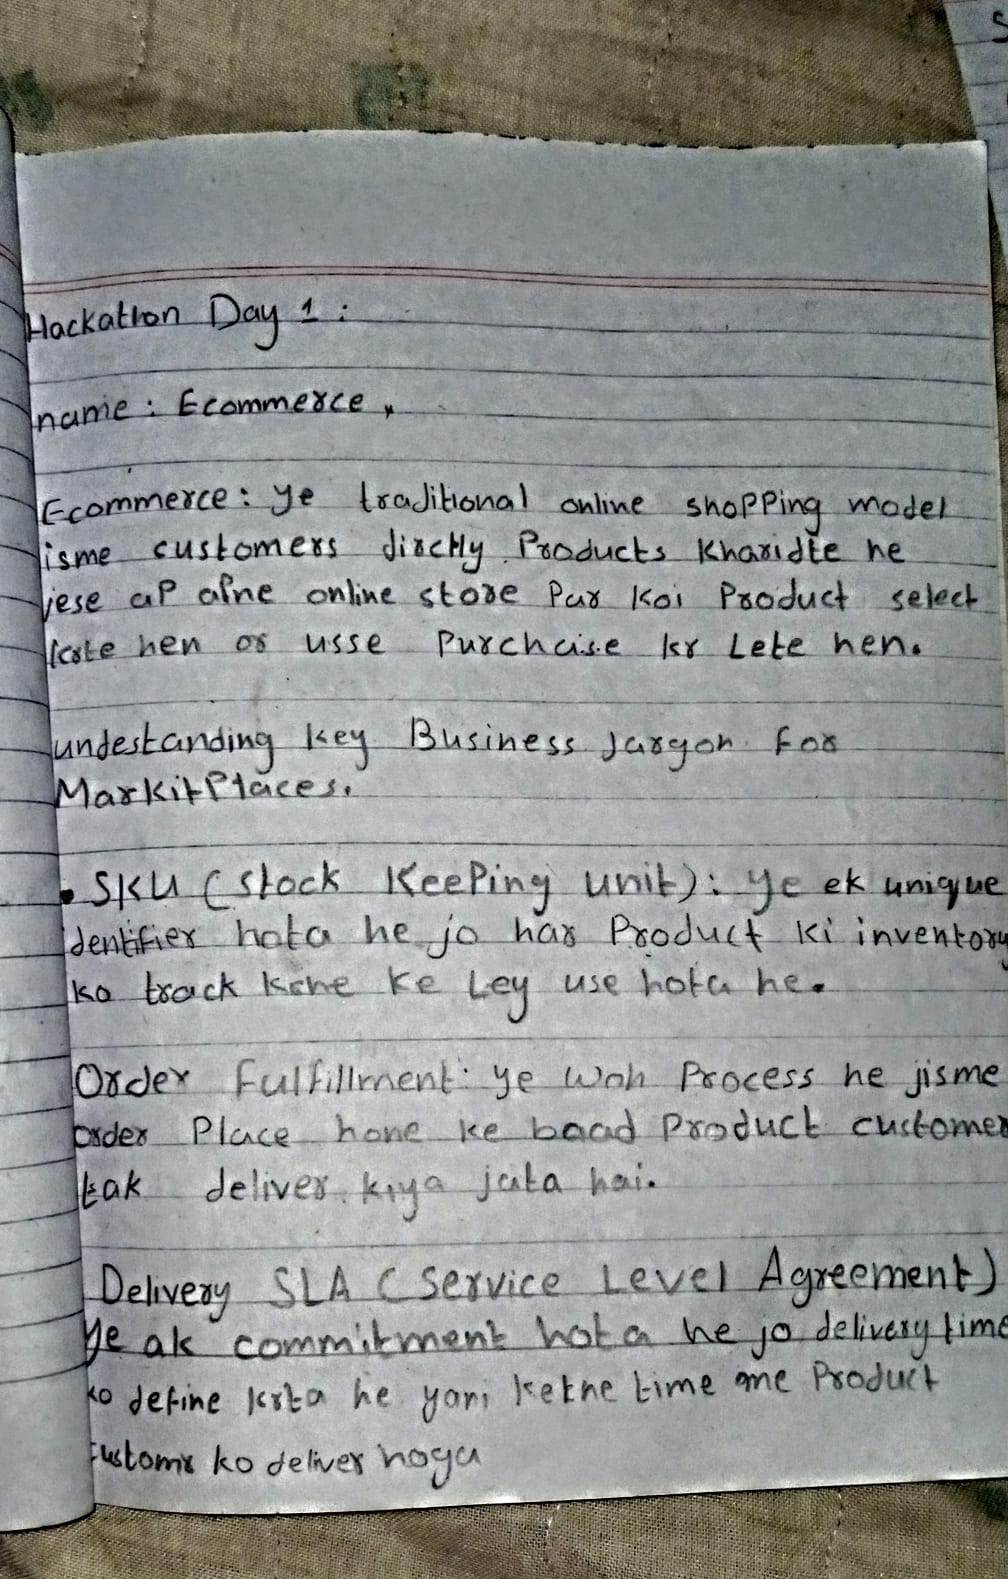 Hackatlon Day 1 :
name : Ecommerce ,
Ecommerce : ye traditional online shopping model
isme customers dirctly Products Kharidte he
jese aP aPne online store Par Koi Product select
krte hen or usse Purchaise kr Lete hen.
undestanding key Business Jargon For
MarkitPlaces.
• SKU ( Stock Keeping unit) : ye ek unique
identifier hota he jo har Product Ki inventory
ko track krne ke Ley use hota he.
Order Fulfillment : ye woh Process he jisme
order Place hone ke baad Product customer
tak deliver kiya jata hai.
Delivery SLA ( Service Level Agreement)
ye ak commitment hota he jo delivery time
ko define krta he yani ketne time me Product
customr ko deliver hoga
S